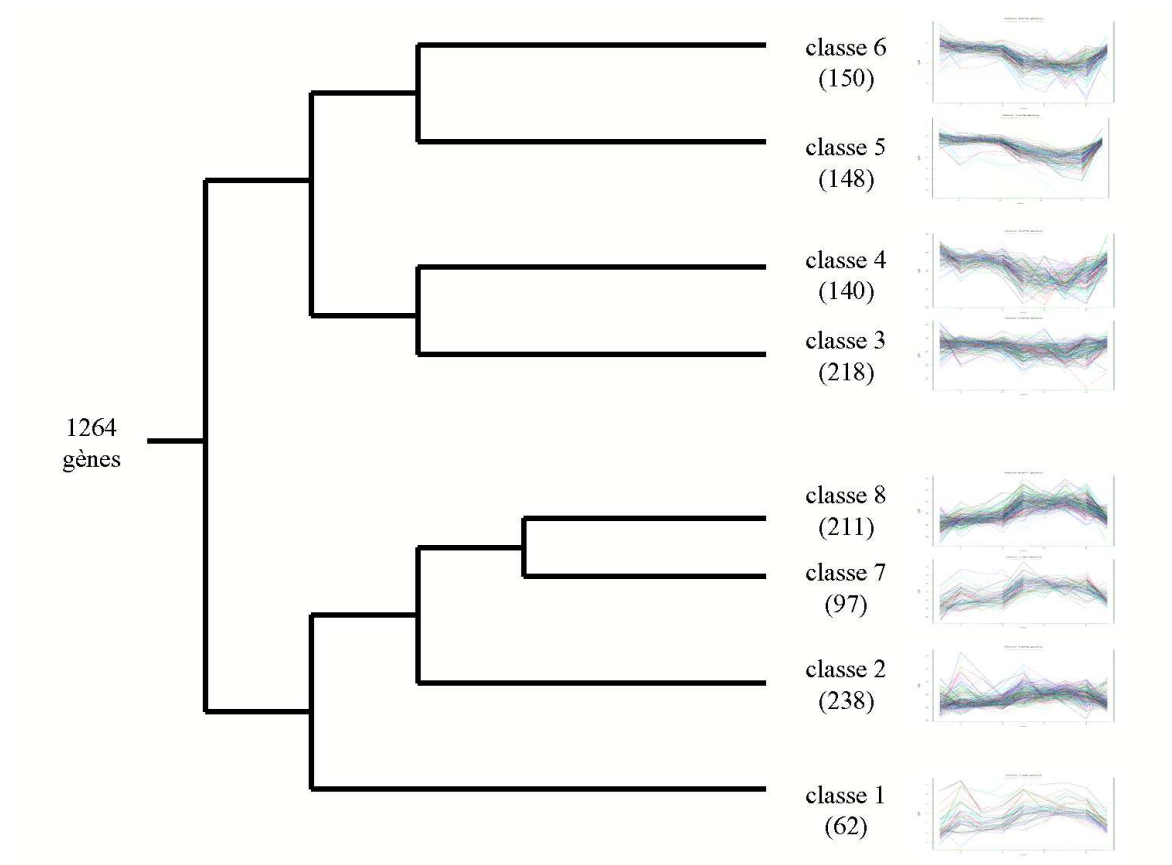 classe 6
(150)
classe 5
(148)
classe 4
(140)
classe 3
(218)
1264
gènes
classe 8
(211)
classe 7
(97)
classe 2
(238)
classe 1
(62)